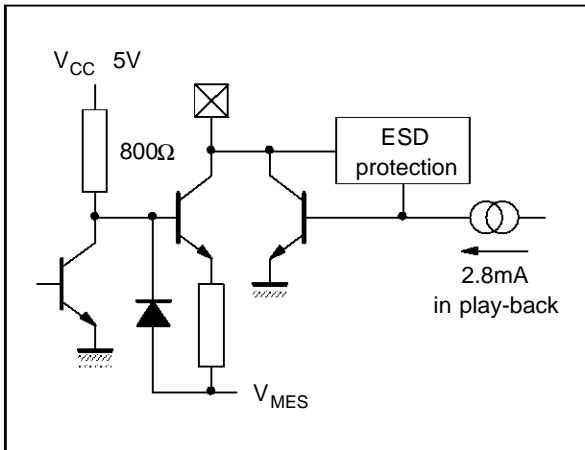 VCC 5V
800Ω
ESD
protection
2.8mA
in play-back
VMES